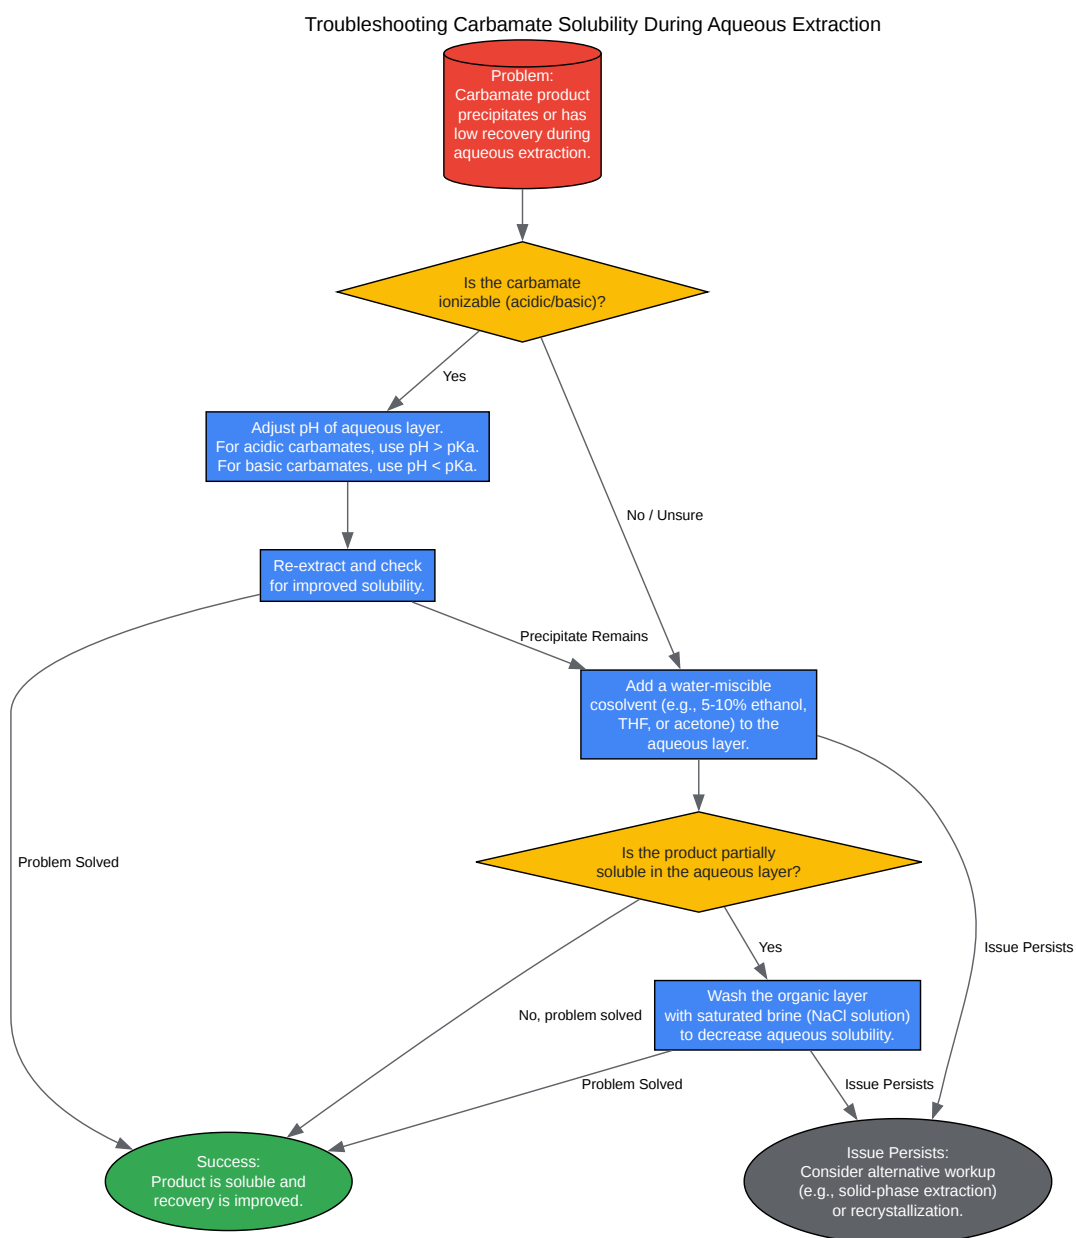 Troubleshooting Carbamate Solubility During Aqueous Extraction
Problem:
Carbamate product
precipitates or has
low recovery during
aqueous extraction.
Is the carbamate
ionizable (acidic/basic)?
Yes
Adjust pH of aqueous layer.
For acidic carbamates, use pH > pKa.
For basic carbamates, use pH < pKa.
No / Unsure
Re-extract and check
for improved solubility.
Precipitate Remains
Add a water-miscible
cosolvent (e.g., 5-10% ethanol,
THF, or acetone) to the
aqueous layer.
Problem Solved
Is the product partially
soluble in the aqueous layer?
Yes
Issue Persists
Wash the organic layer
with saturated brine (NaCl solution)
to decrease aqueous solubility.
No, problem solved
Problem Solved
Issue Persists
Success:
Product is soluble and
recovery is improved.
Issue Persists:
Consider alternative workup
(e.g., solid-phase extraction)
or recrystallization.